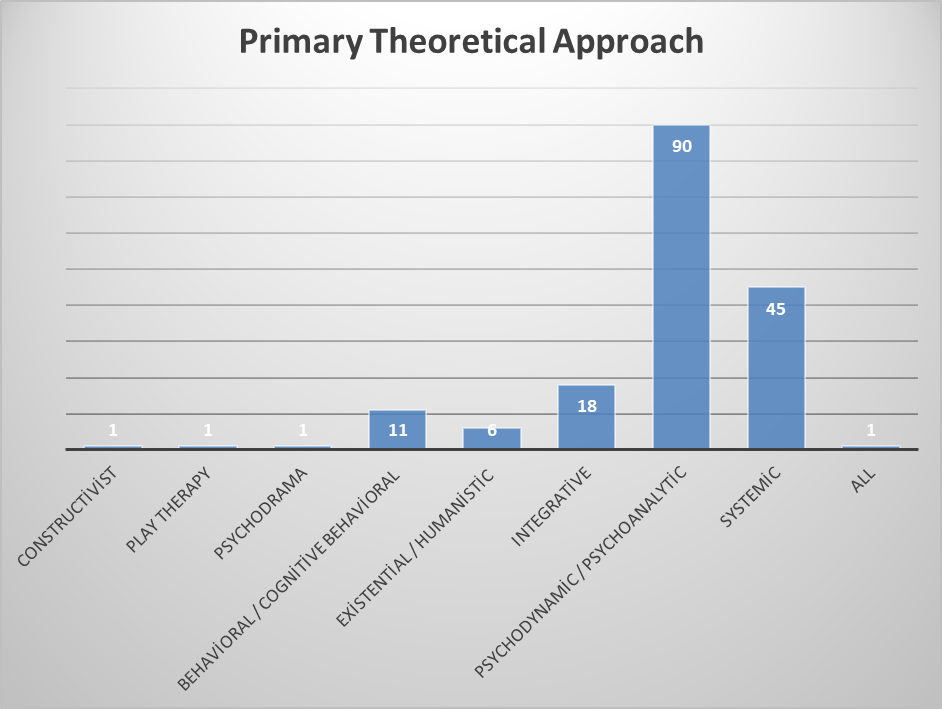 Primary Theoretical Approach
1
1
1
11
6
18
90
45
1
CONSTRUCTİVİST
PLAY THERAPY
PSYCHODRAMA
BEHAVİORAL / COGNİTİVE BEHAVİORAL
EXİSTENTİAL / HUMANİSTİC
INTEGRATİVE
PSYCHODYNAMİC / PSYCHOANALYTİC
SYSTEMİC
ALL